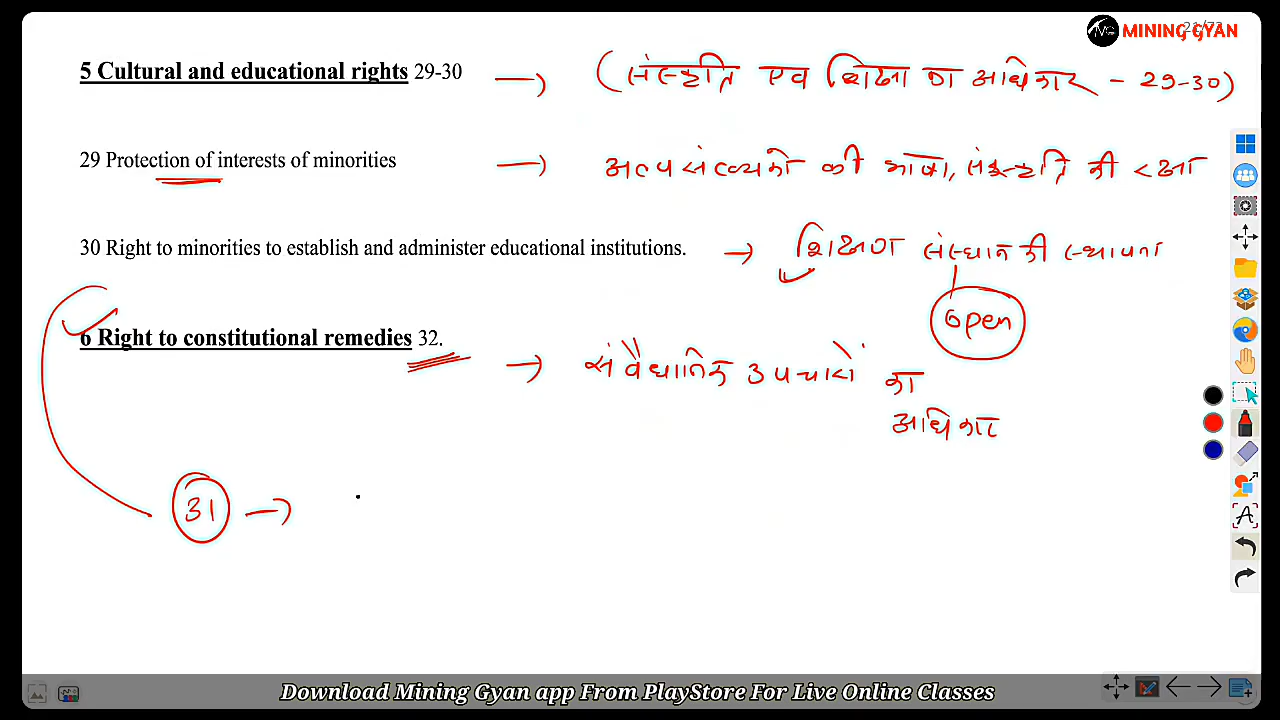 21/77
MINING GYAN
5 Cultural and educational rights 29-30 → (संस्कृति एव शिक्षा का अधिकार - 29-30)
29 Protection of interests of minorities → अल्पसंख्यको की भाषा, संस्कृति की रक्षा
30 Right to minorities to establish and administer educational institutions. → शिक्षण संस्थान की स्थापना
open
6 Right to constitutional remedies 32. → संवैधानिक उपचारों का
अधिकार
31 →
Download Mining Gyan app From PlayStore For Live Online Classes